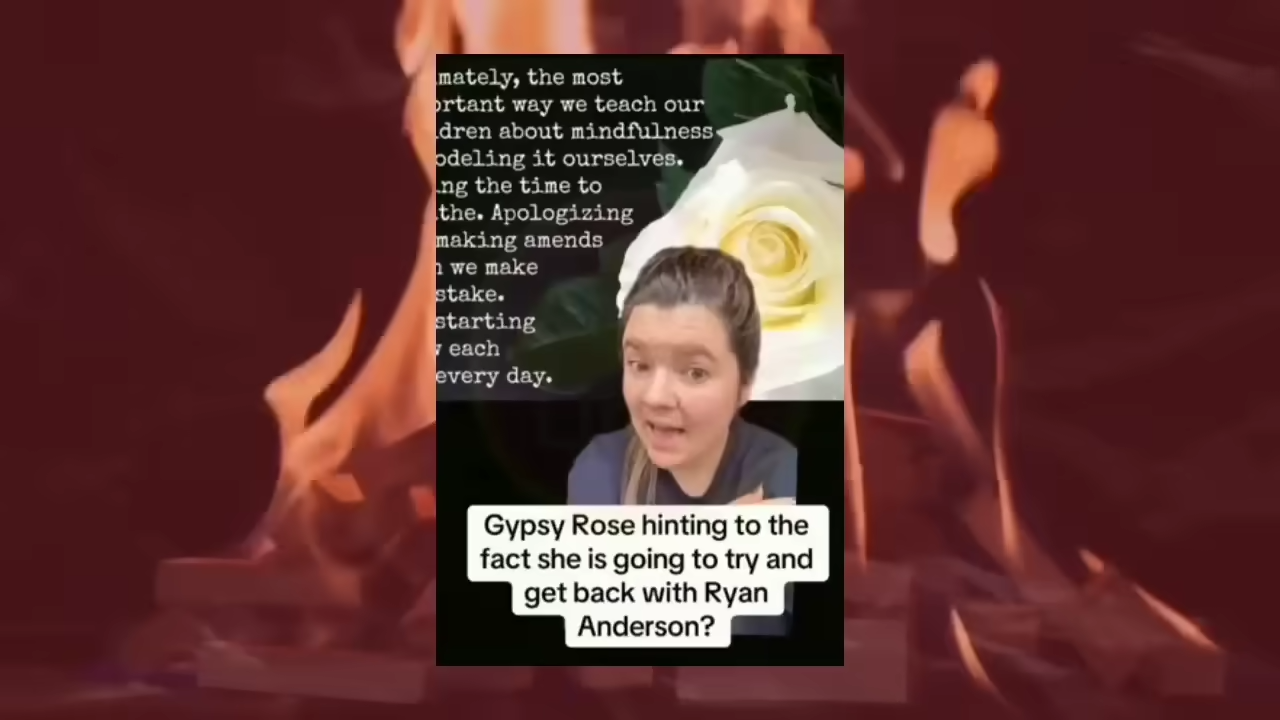 mately, the most
ortant way we teach our
dren about mindfulness
odeling it ourselves.
ng the time to
the. Apologizing
making amends
we make
stake.
starting
each
every day.
Gypsy Rose hinting to the
fact she is going to try and
get back with Ryan
Anderson?